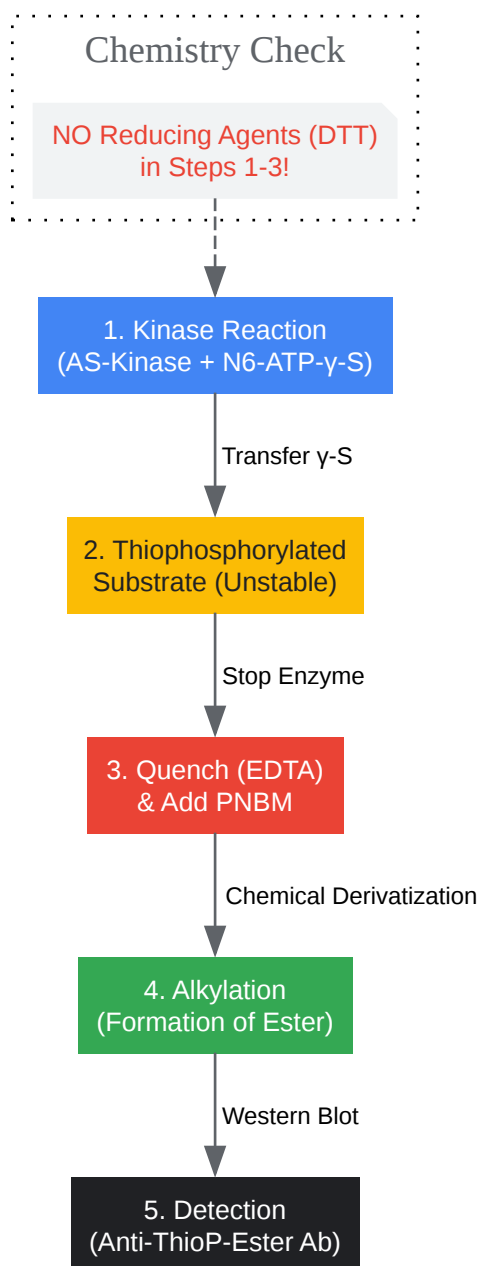 Chemistry Check
NO Reducing Agents (DTT)
in Steps 1-3!
1. Kinase Reaction
(AS-Kinase + N6-ATP-γ-S)
Transfer γ-S
2. Thiophosphorylated
Substrate (Unstable)
Stop Enzyme
3. Quench (EDTA)
& Add PNBM
Chemical Derivatization
4. Alkylation
(Formation of Ester)
Western Blot
5. Detection
(Anti-ThioP-Ester Ab)